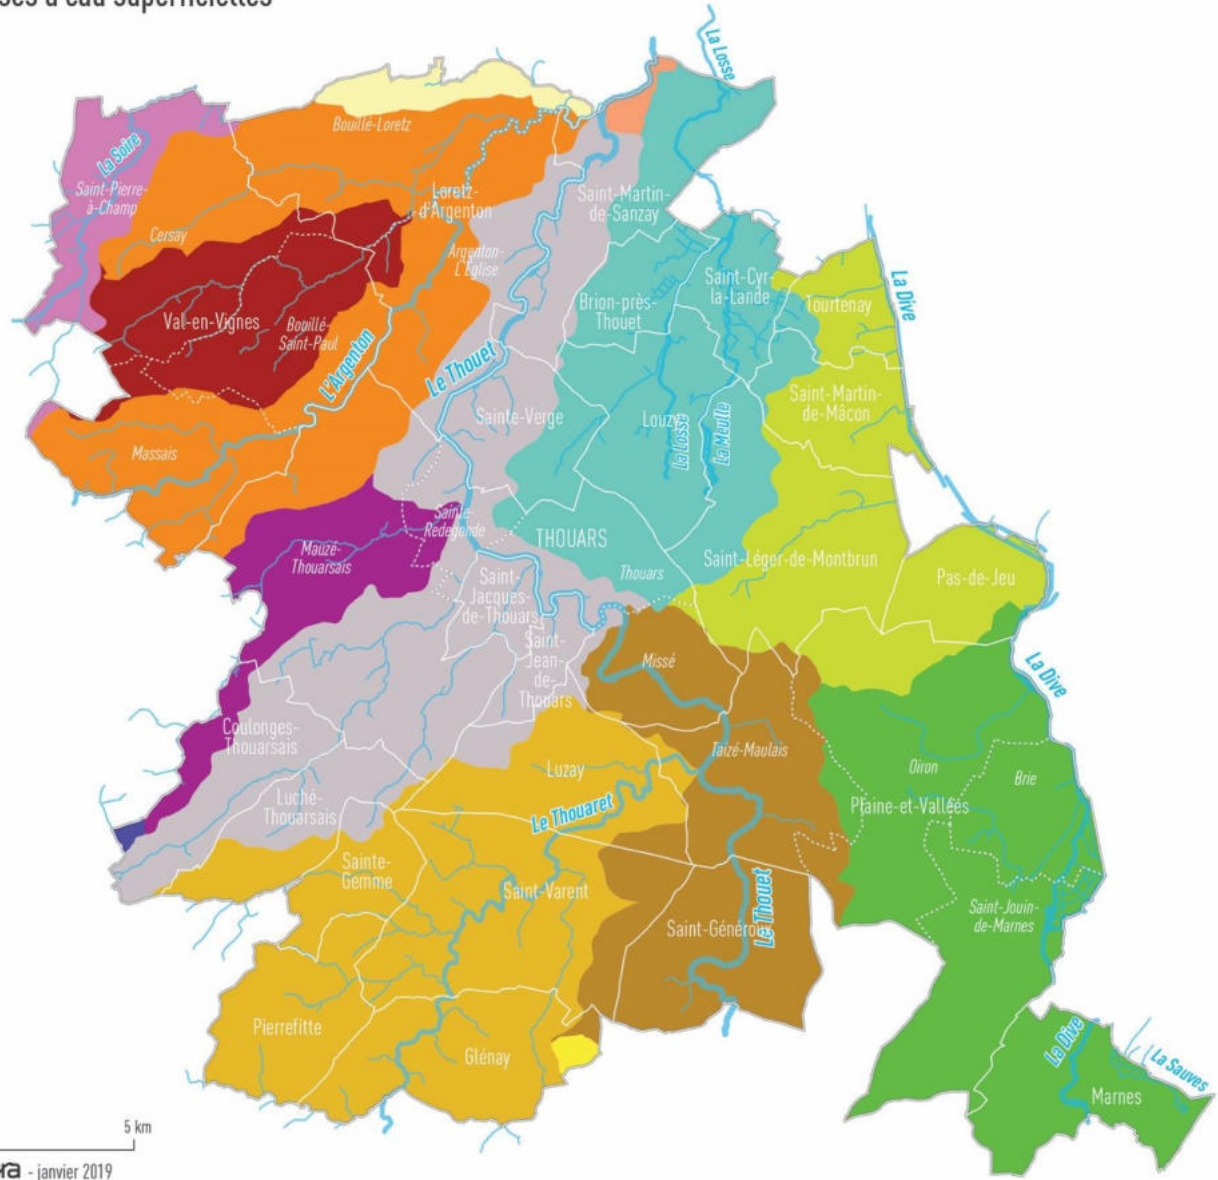 d'eau superficielles
La Losse
Bouillé-Loretz
La Soire
Saint-Pierre-
à-Champ
Loretz-
d'Argenton
Saint-Martin-
de-Sanzay
Cersay
Argenton-
L'Église
Saint-Cyr-
la-Lande
La Dive
Brion-près-
Thouet
Tourtenay
Val-en-Vignes
Bouillé-
Saint-Paul
L'Argenton
Le Thouet
Saint-Martin-
de-Mâcon
Sainte-Verge
Louzy
La Losse
La Meulle
Massais
Sainte-
Radegonde
THOUARS
Mauzé-
Thouarsais
Saint-Léger-de-Montbrun
Thouars
Pas-de-Jeu
Saint-
Jacques-
de-Thouars
Saint-
Jean-
de-
Thouars
Missé
La Dive
Coulonges-
Thouarsais
Taizé-Maulais
Luzay
Oiron
Brie
Luché-
Thouarsais
Le Thouaret
Plaine-et-Vallées
Sainte-
Gemme
Saint-Varent
Le Thouet
Saint-Jouin-
de-Marnes
Saint-Généroux
Pierrefitte
Glénay
La Dive
La Sauves
Marnes
5 km
- janvier 2019